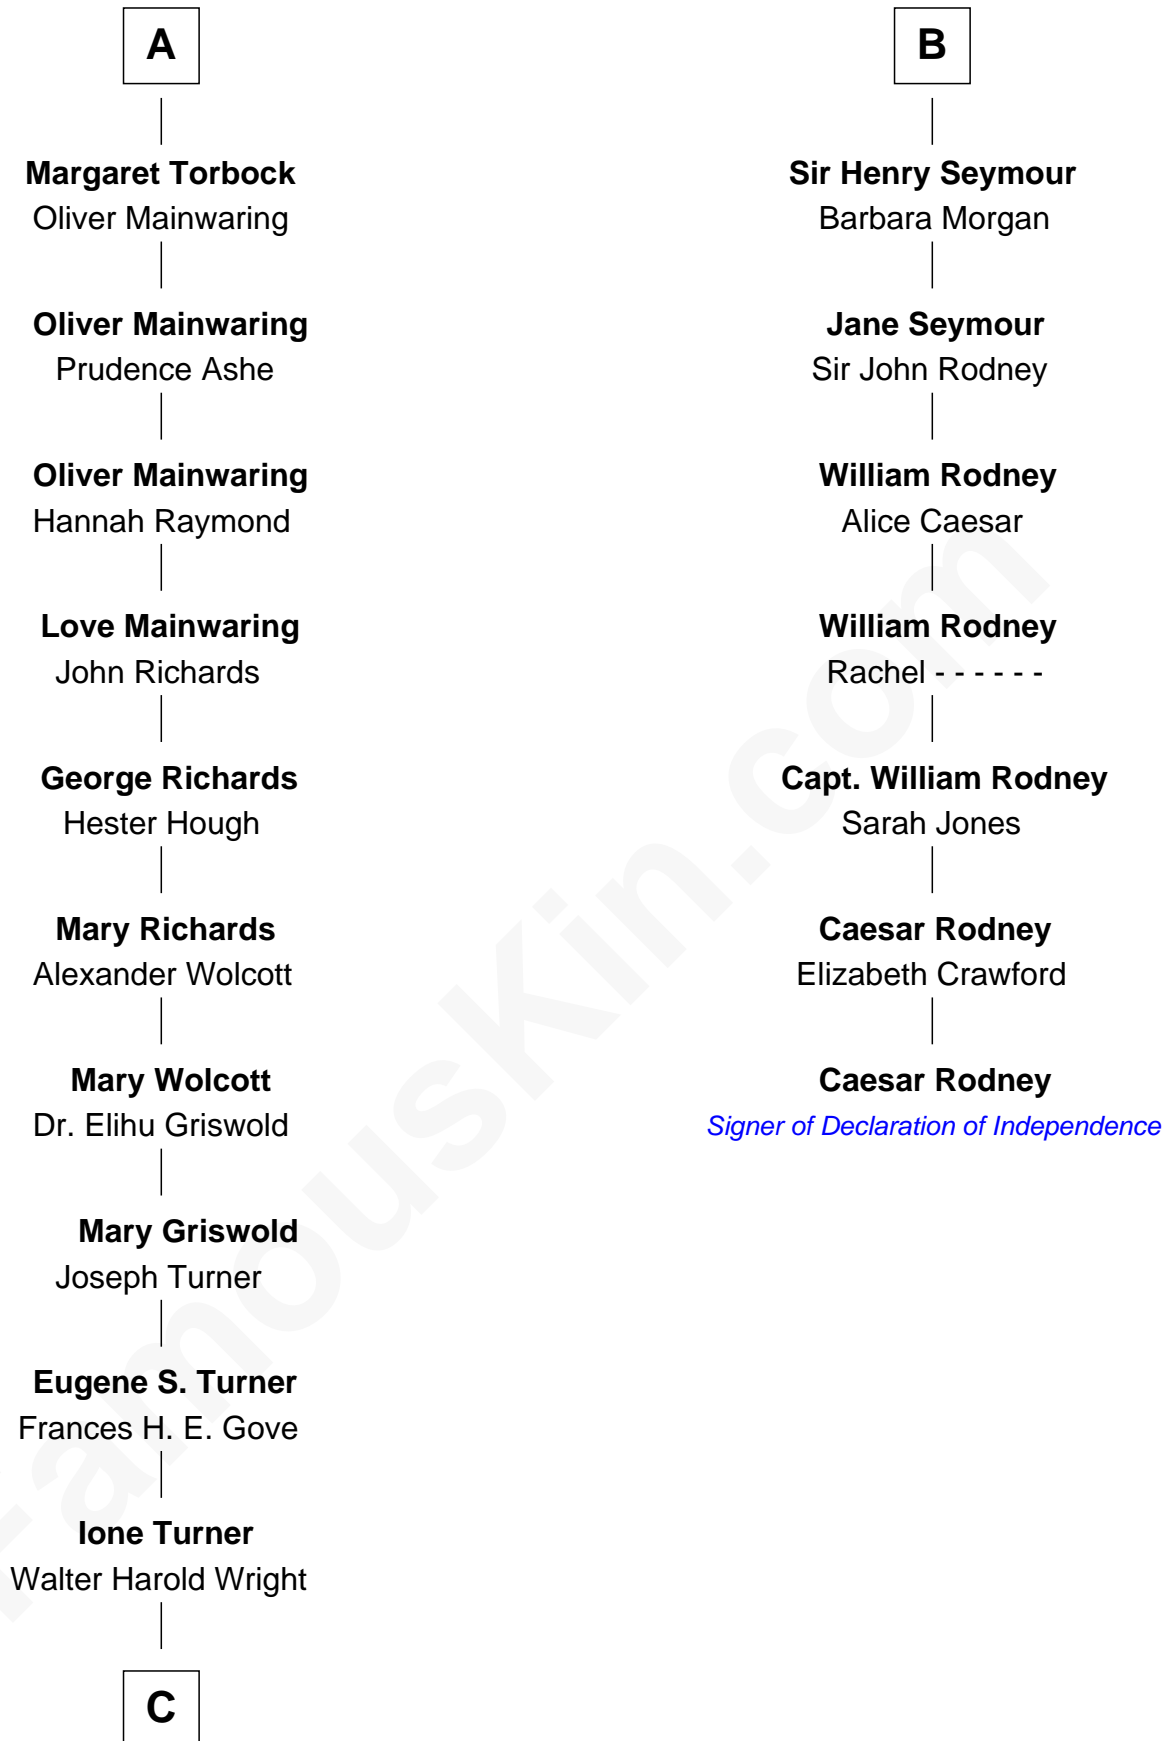 A
Margaret Torbock
Oliver Mainwaring
Oliver Mainwaring
Prudence Ashe
Oliver Mainwaring
Hannah Raymond
Love Mainwaring
John Richards
George Richards
Hester Hough
Mary Richards
Alexander Wolcott
Mary Wolcott
Dr. Elihu Griswold
Mary Griswold
Joseph Turner
Eugene S. Turner
Frances H. E. Gove
Ione Turner
Walter Harold Wright
C
B
Sir Henry Seymour
Barbara Morgan
Jane Seymour
Sir John Rodney
William Rodney
Alice Caesar
William Rodney
Rachel - - - - - -
Capt. William Rodney
Sarah Jones
Caesar Rodney
Elizabeth Crawford
Caesar Rodney
Signer of Declaration of Independence
FamousKin.com